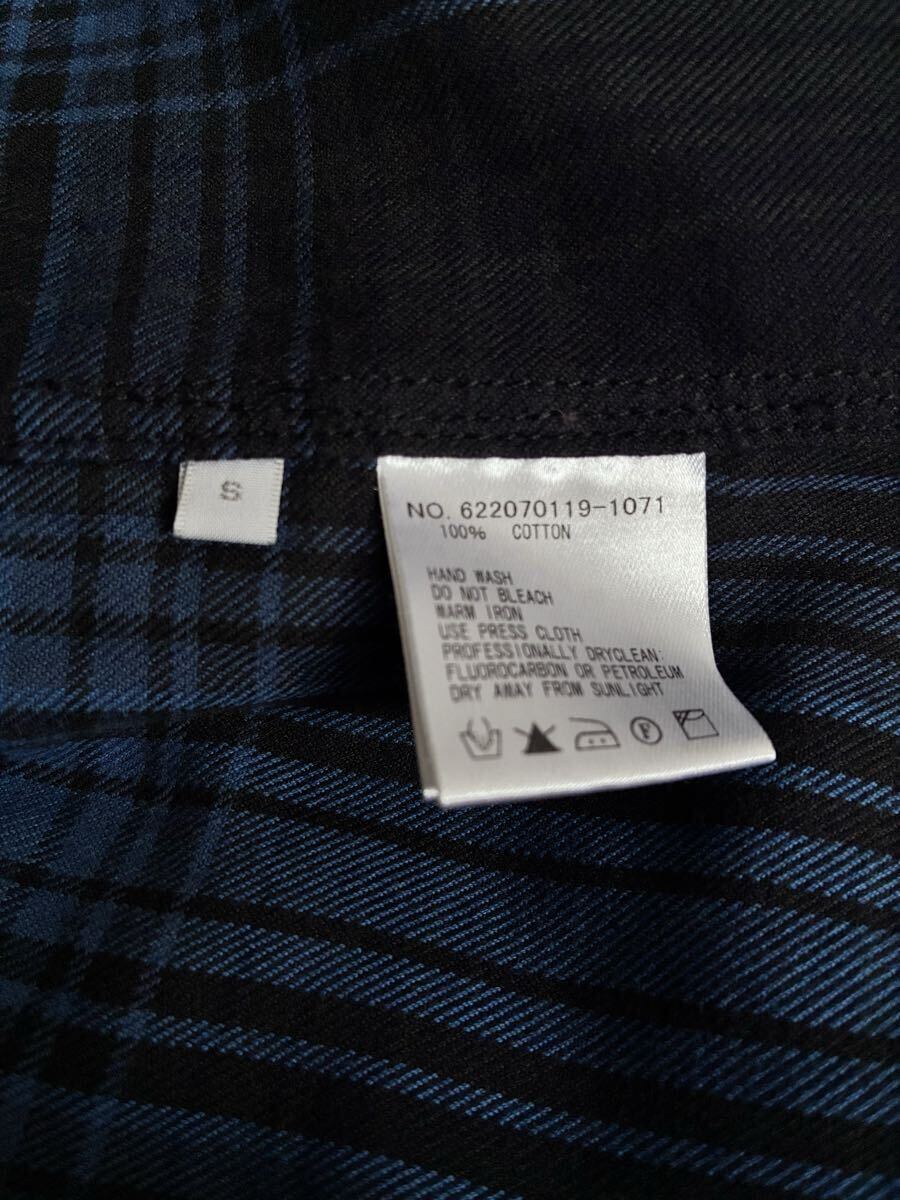 S
NO. 622070119-1071
100% COTTON
HAND WASH
DO NOT BLEACH
WARM IRON
USE PRESS CLOTH
PROFESSIONALLY DRYCLEAN:
FLUOROCARBON OR PETROLEUM
DRY AWAY FROM SUNLIGHT
F